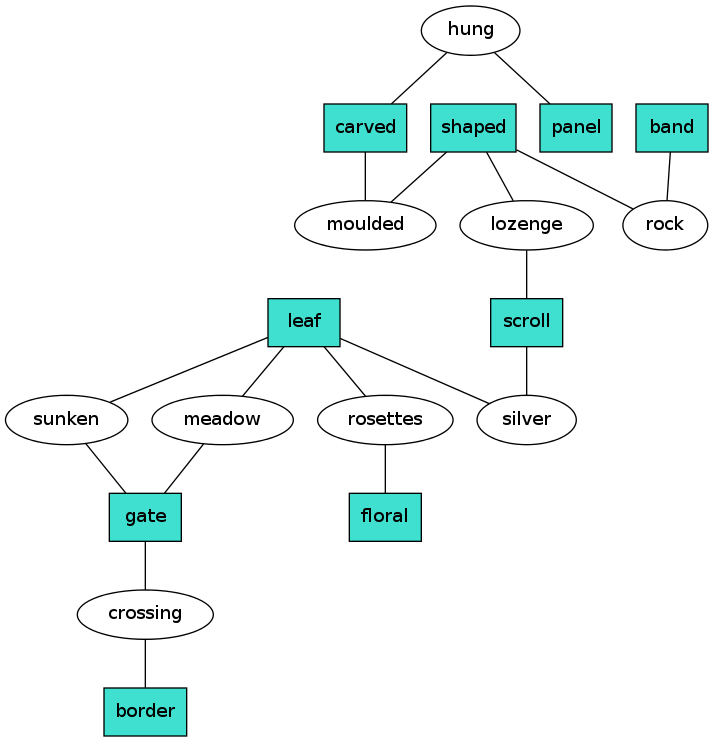 hung
carved
shaped
panel
band
moulded
lozenge
rock
leaf
scroll
sunken
meadow
rosettes
silver
gate
floral
crossing
border